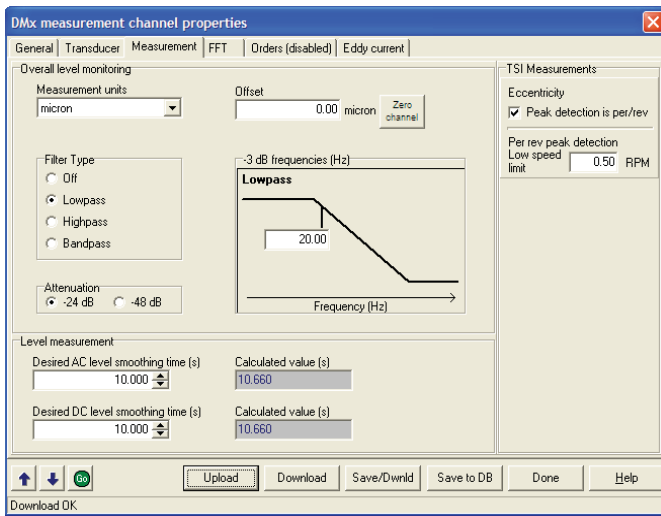 DMx measurement channel properties
General Transducer Measurement FFT Orders (disabled) Eddy current
Overall level monitoring
Measurement units
micron
Offset
0.00 micron
Zero
channel
Filter Type
Off
Lowpass
Highpass
Bandpass
Attenuation
-24 dB -48 dB
-3 dB frequencies (Hz)
Lowpass
20.00
Frequency (Hz)
TSI Measurements
Eccentricity
Peak detection is per/rev
Per rev peak detection
Low speed
limit
0.50 RPM
Level measurement
Desired AC level smoothing time (s)
10.000
Calculated value (s)
10.660
Desired DC level smoothing time (s)
10.000
Calculated value (s)
10.660
Go Upload Download Save/Dwnld Save to DB Done Help
Download OK